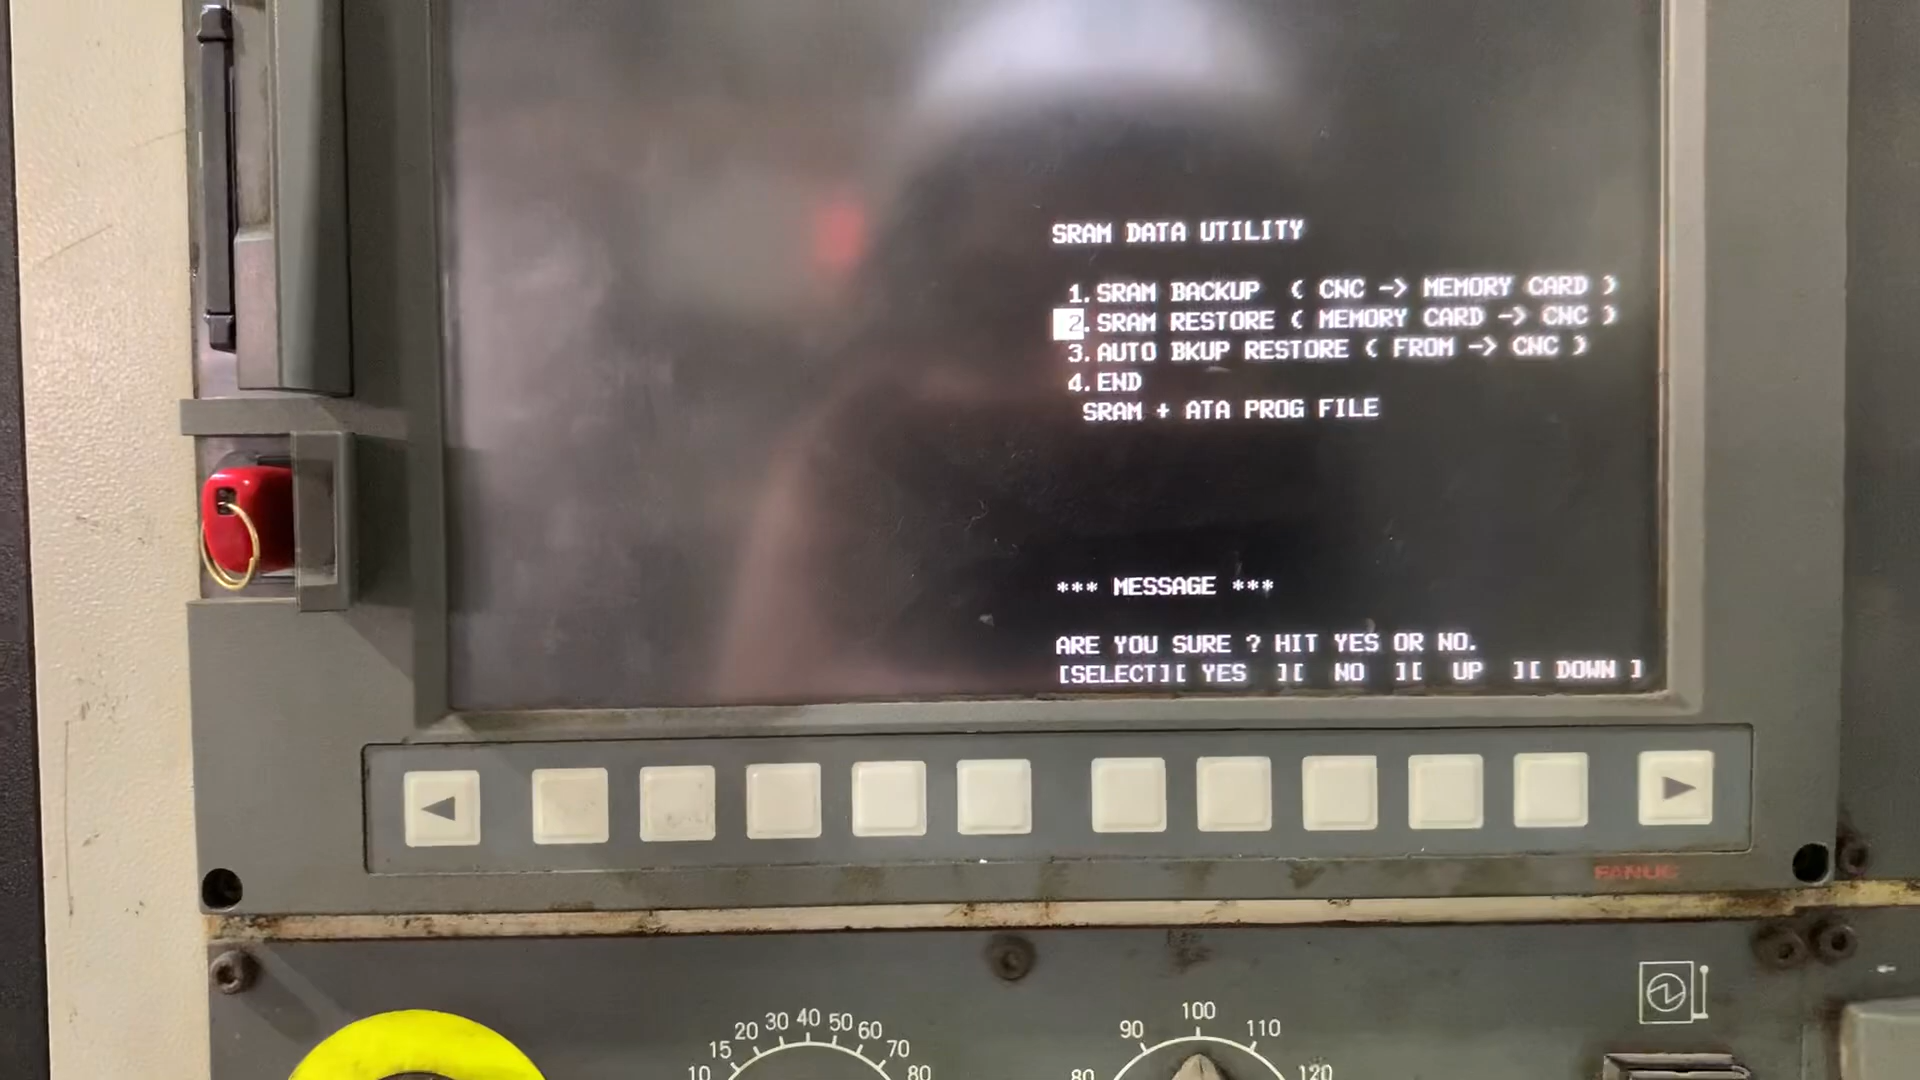 SRAM DATA UTILITY
1. SRAM BACKUP ( CNC -> MEMORY CARD )
2. SRAM RESTORE ( MEMORY CARD -> CNC )
3. AUTO BKUP RESTORE ( FROM -> CNC )
4. END
SRAM + ATA PROG FILE
*** MESSAGE ***
ARE YOU SURE ? HIT YES OR NO.
[SELECT][ YES ][ NO ][ UP ][ DOWN ]
FANUC
10 15 20 30 40 50 60 70 80
80 90 100 110 120